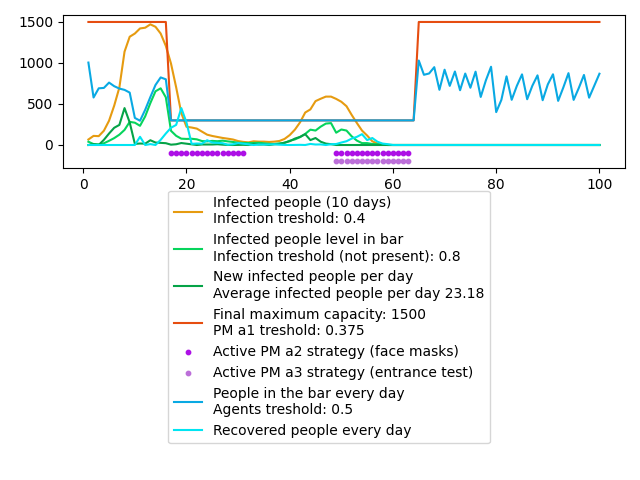 1500
1000
500
0
0 20 40 60 80 100
Infected people (10 days)
Infection treshold: 0.4
Infected people level in bar
Infection treshold (not present): 0.8
New infected people per day
Average infected people per day 23.18
Final maximum capacity: 1500
PM a1 treshold: 0.375
Active PM a2 strategy (face masks)
Active PM a3 strategy (entrance test)
People in the bar every day
Agents treshold: 0.5
Recovered people every day